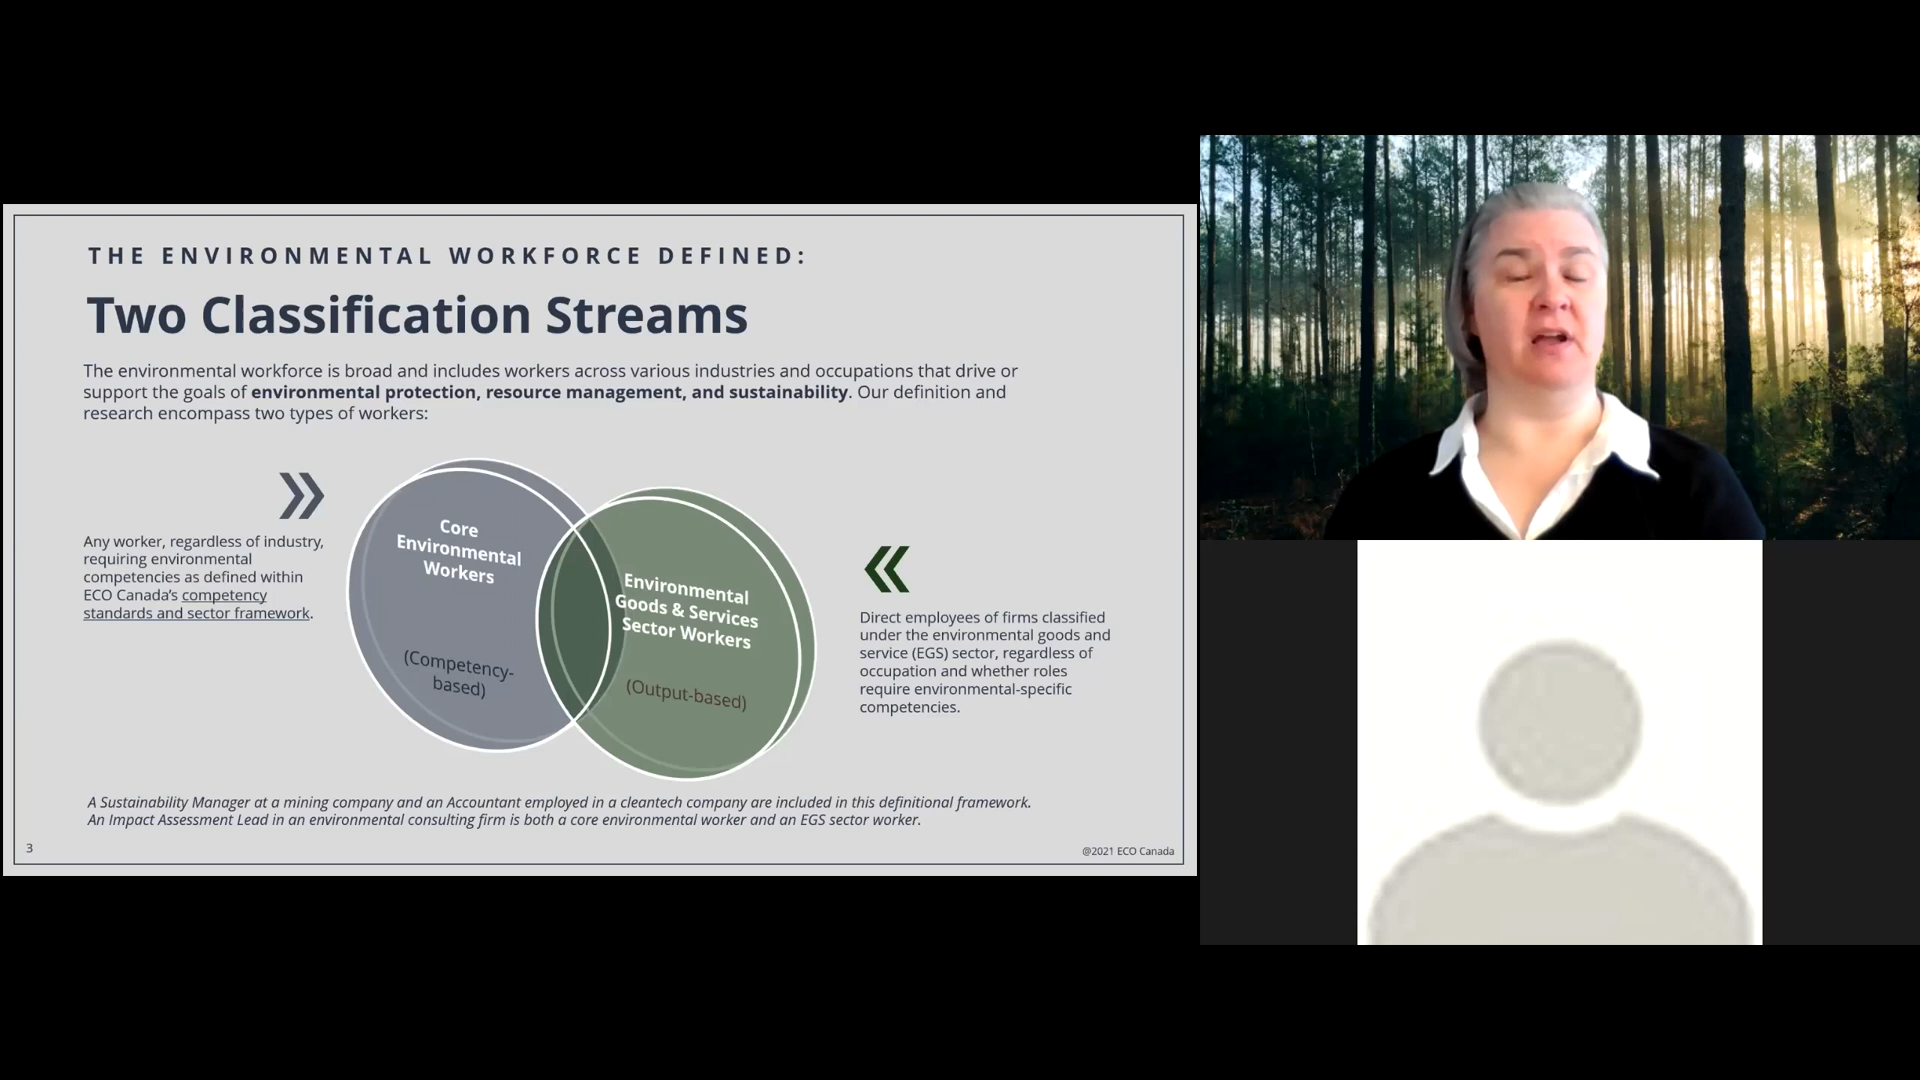 THE ENVIRONMENTAL WORKFORCE DEFINED:
Two Classification Streams
The environmental workforce is broad and includes workers across various industries and occupations that drive or
support the goals of environmental protection, resource management, and sustainability. Our definition and
research encompass two types of workers:
Any worker, regardless of industry,
requiring environmental
competencies as defined within
ECO Canada's competency
standards and sector framework.
Core
Environmental
Workers
(Competency-
based)
Environmental
Goods & Services
Sector Workers
(Output-based)
Direct employees of firms classified
under the environmental goods and
service (EGS) sector, regardless of
occupation and whether roles
require environmental-specific
competencies.
A Sustainability Manager at a mining company and an Accountant employed in a cleantech company are included in this definitional framework.
An Impact Assessment Lead in an environmental consulting firm is both a core environmental worker and an EGS sector worker.
3
@2021 ECO Canada